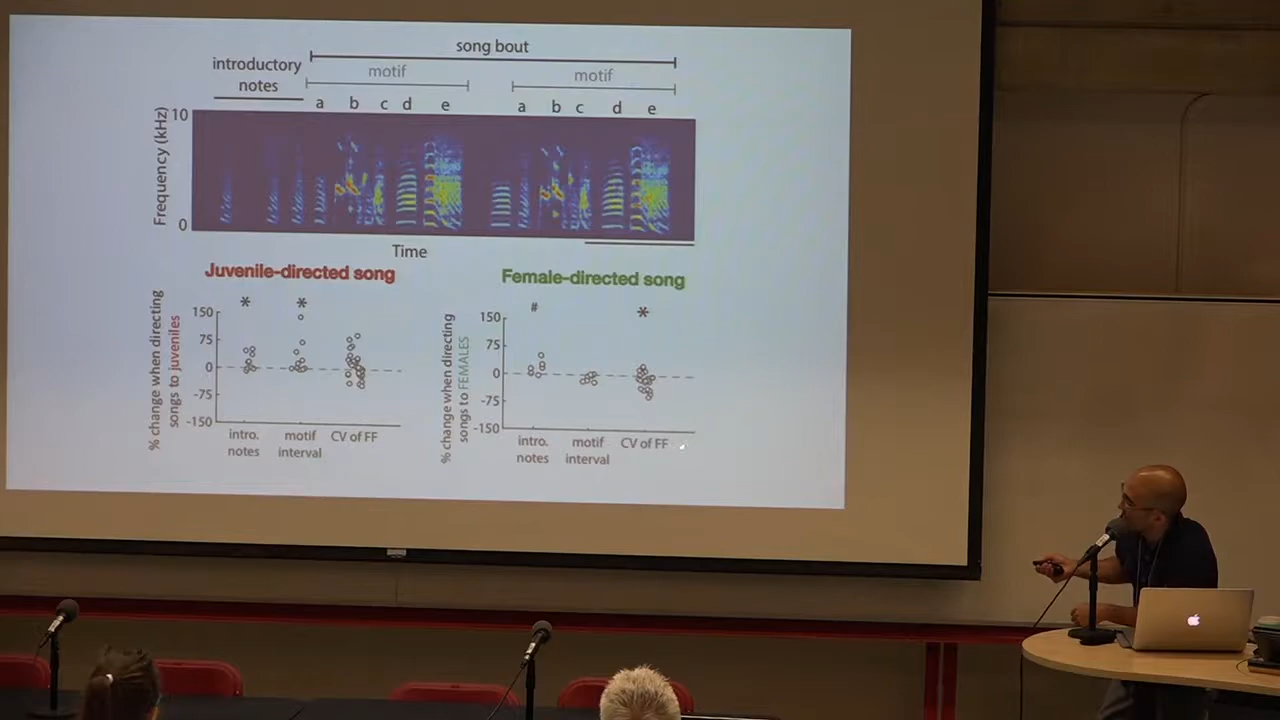 song bout
introductory
notes
motif
motif
a b c d e
a b c d e
Frequency (kHz)
10
0
Time
Juvenile-directed song
% change when directing
songs to juveniles
150
75
0
-75
-150
* *
intro.
notes
motif
interval
CV of FF
Female-directed song
% change when directing
songs to FEMALES
150
75
0
-75
-150
# *
intro.
notes
motif
interval
CV of FF